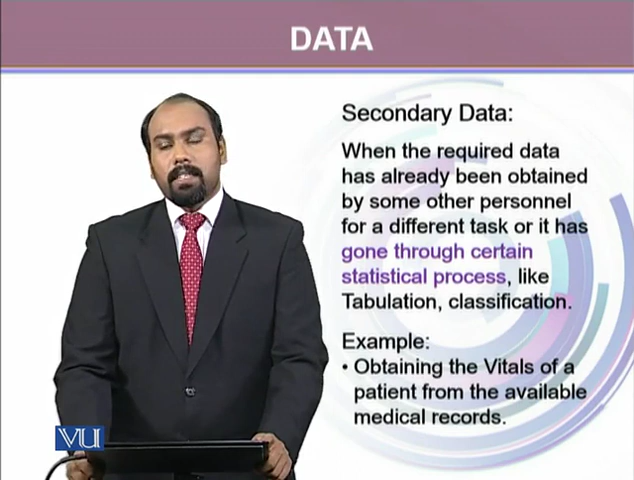 DATA
Secondary Data:
When the required data
has already been obtained
by some other personnel
for a different task or it has
gone through certain
statistical process, like
Tabulation, classification.
Example:
• Obtaining the Vitals of a
patient from the available
medical records.
VU